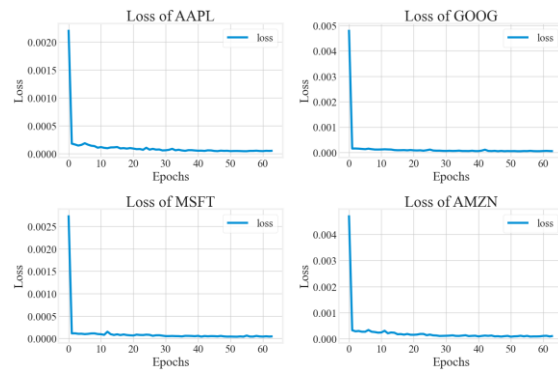 Loss of AAPL
loss
0.0020
0.0015
0.0010
0.0005
0.0000
Loss
0 10 20 30 40 50 60
Epochs
Loss of GOOG
loss
0.005
0.004
0.003
0.002
0.001
0.000
Loss
0 10 20 30 40 50 60
Epochs
Loss of MSFT
loss
0.0025
0.0020
0.0015
0.0010
0.0005
0.0000
Loss
0 10 20 30 40 50 60
Epochs
Loss of AMZN
loss
0.004
0.003
0.002
0.001
0.000
Loss
0 10 20 30 40 50 60
Epochs